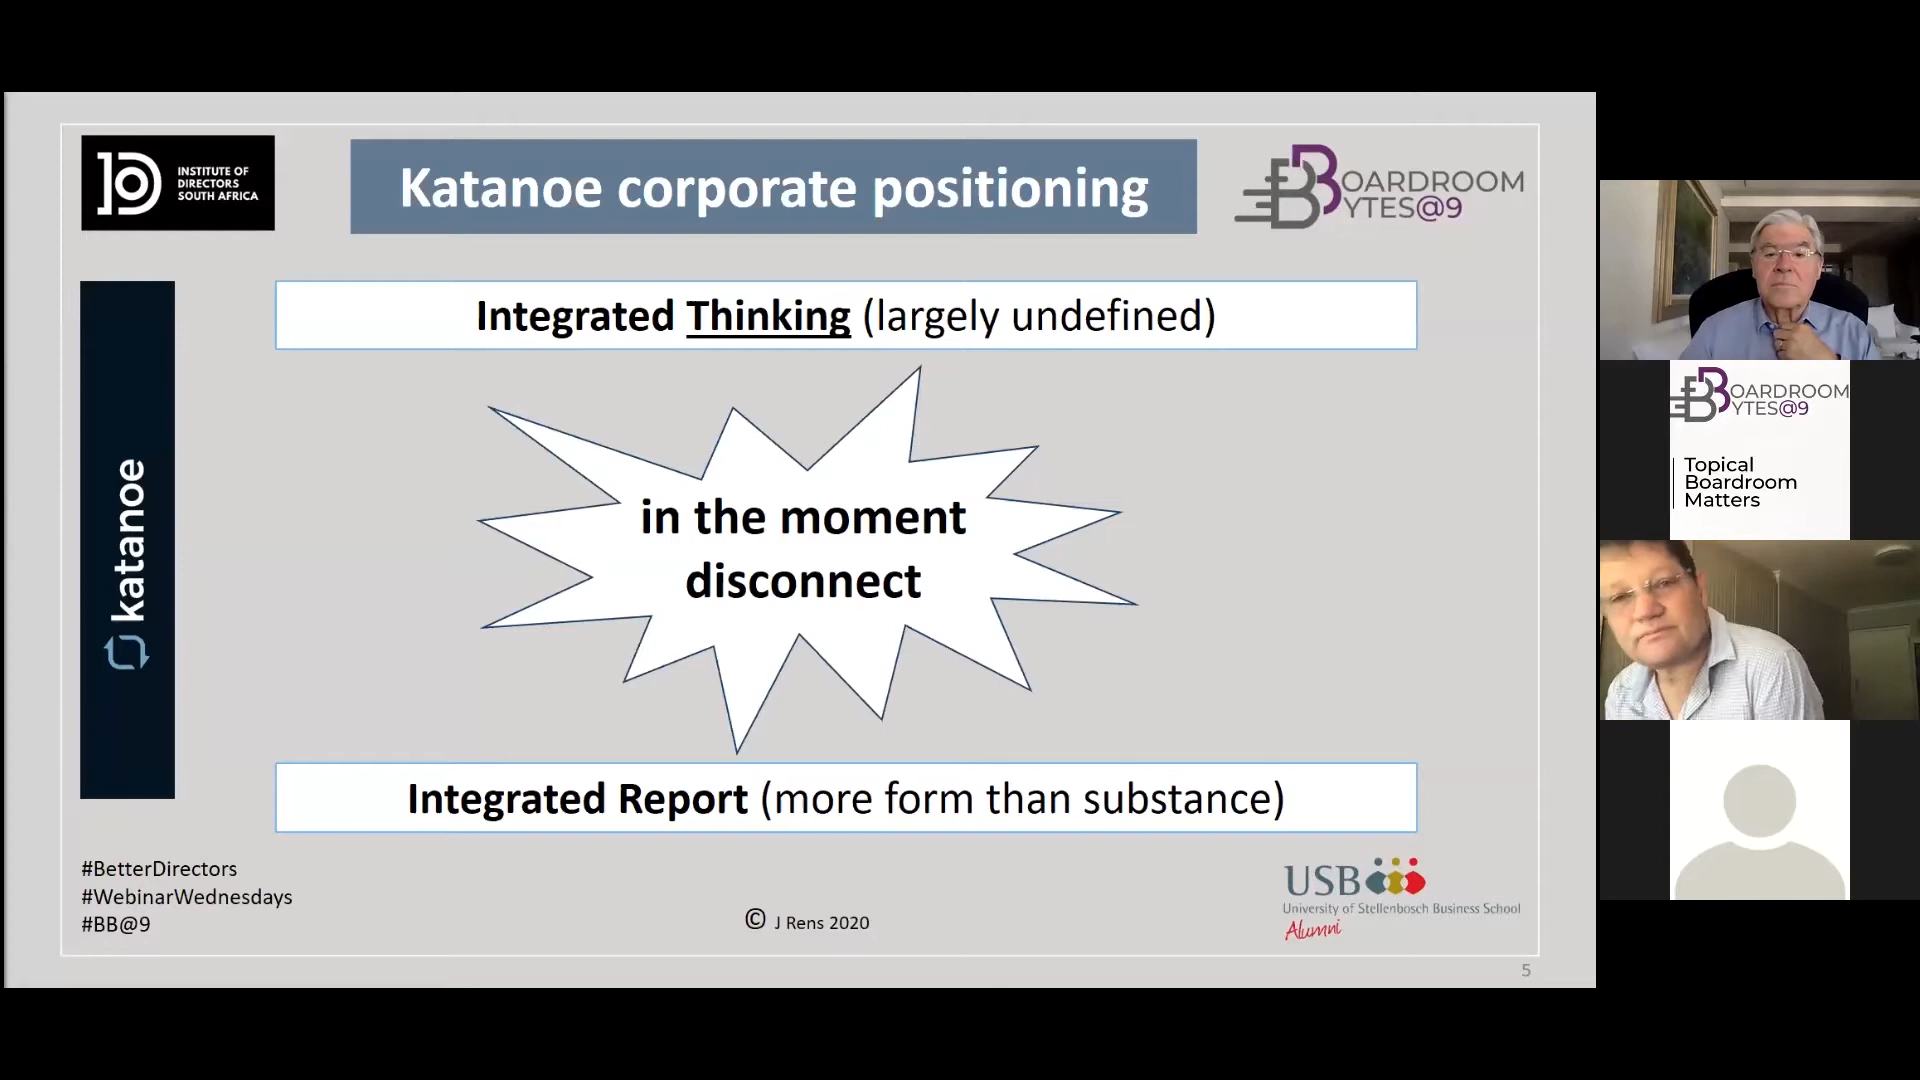 INSTITUTE OF
DIRECTORS
SOUTH AFRICA
Katanoe corporate positioning
BOARDROOM
BYTES@9
katanoe
Integrated Thinking (largely undefined)
in the moment
disconnect
Integrated Report (more form than substance)
#BetterDirectors
#WebinarWednesdays
#BB@9
© J Rens 2020
USB
University of Stellenbosch Business School
Alumni
5
BOARDROOM
BYTES@9
Topical
Boardroom
Matters